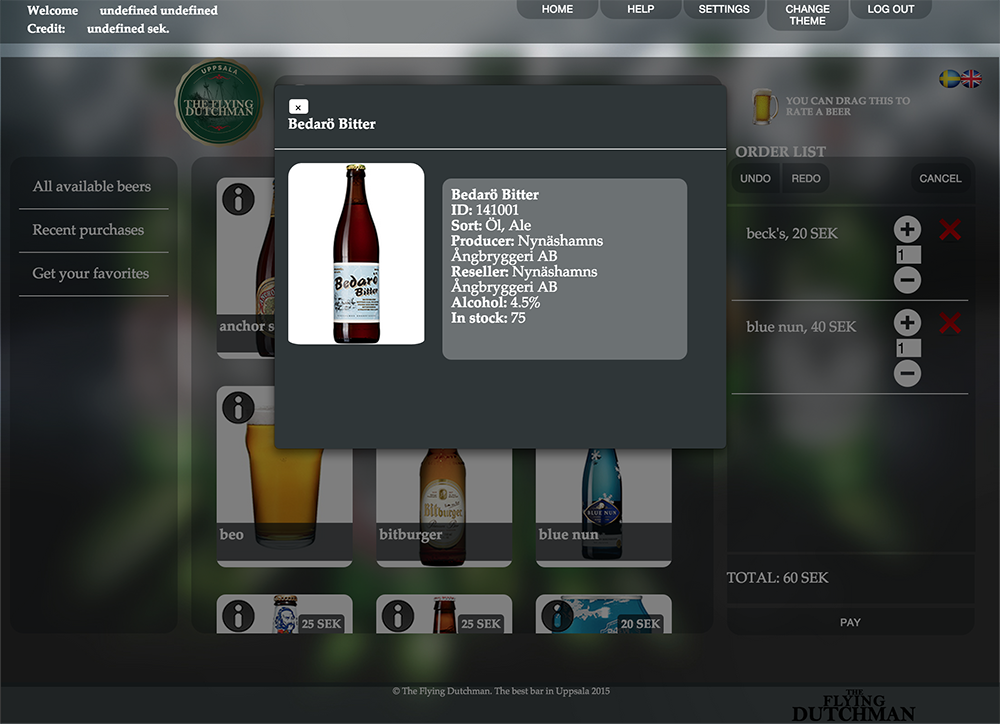 Welcome undefined undefined
Credit: undefined sek.
HOME
HELP
SETTINGS
CHANGE
THEME
LOG OUT
UPPSALA
THE FLYING
DUTCHMAN
YOU CAN DRAG THIS TO
RATE A BEER
All available beers
Recent purchases
Get your favorites
×
Bedarö Bitter
Bedarö
Bitter
Bedarö Bitter
ID: 141001
Sort: Öl, Ale
Producer: Nynäshamns
Ångbryggeri AB
Reseller: Nynäshamns
Ångbryggeri AB
Alcohol: 4.5%
In stock: 75
anchor s
beo
Bitburger
bitburger
BLUE NUN
blue nun
25 SEK
25 SEK
20 SEK
ORDER LIST
UNDO
REDO
CANCEL
beck's, 20 SEK
1
blue nun, 40 SEK
1
TOTAL: 60 SEK
PAY
© The Flying Dutchman. The best bar in Uppsala 2015
THE
FLYING
DUTCHMAN